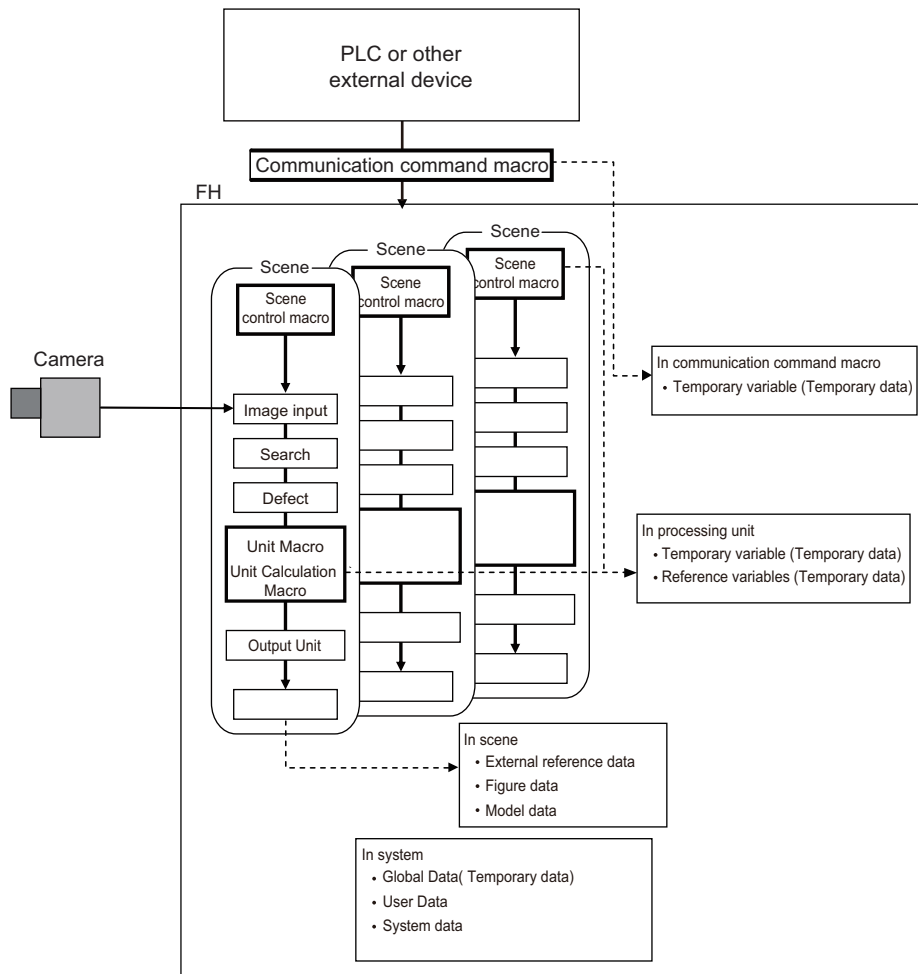 PLC or other
external device
Communication command macro
FH
Scene
Scene
Scene
Scene
control macro
Scene
control macro
Scene
control macro
Camera
Image input
Search
Defect
Unit Macro
Unit Calculation
Macro
Output Unit
In communication command macro
• Temporary variable (Temporary data)
In processing unit
• Temporary variable (Temporary data)
• Reference variables (Temporary data)
In scene
• External reference data
• Figure data
• Model data
In system
• Global Data( Temporary data)
• User Data
• System data